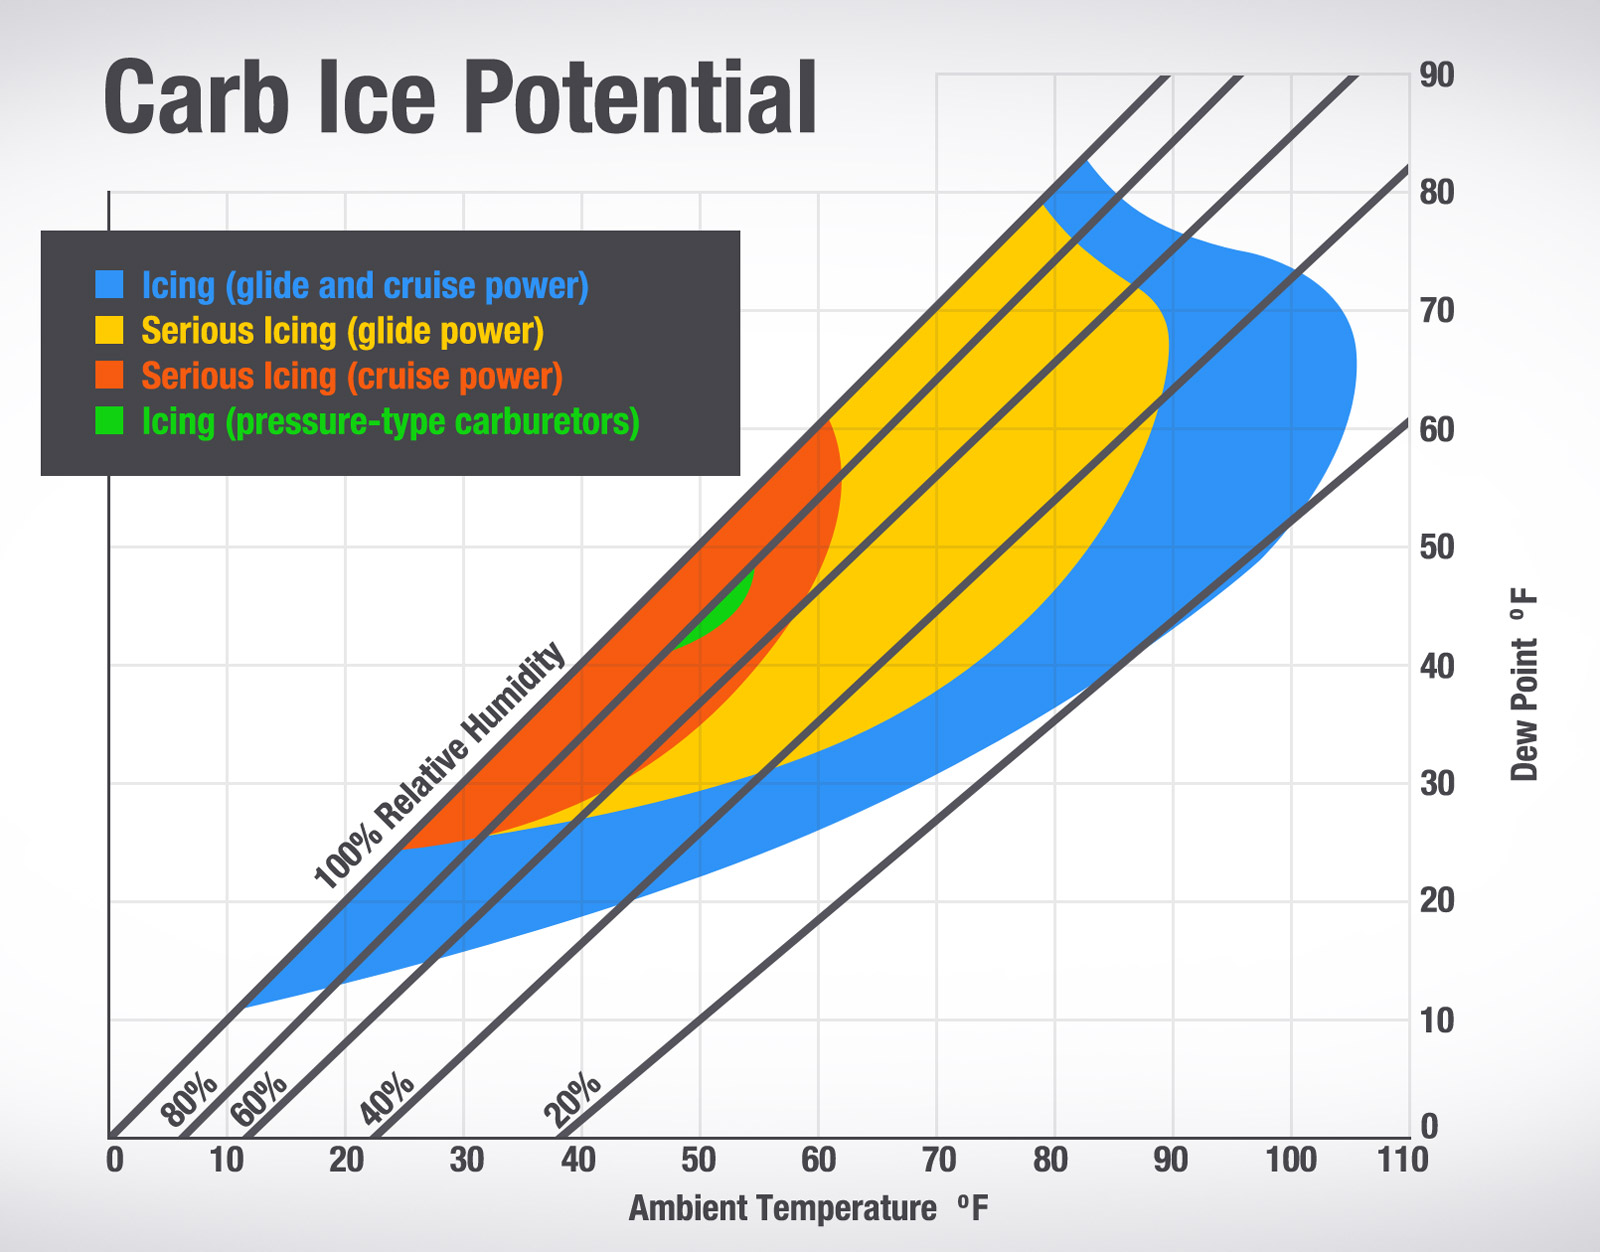 Carb Ice Potential
Icing (glide and cruise power)
Serious Icing (glide power)
Serious Icing (cruise power)
Icing (pressure-type carburetors)
100% Relative Humidity
80%
60%
40%
20%
90
80
70
60
50
40
30
20
10
0
Dew Point ºF
0 10 20 30 40 50 60 70 80 90 100 110
Ambient Temperature ºF